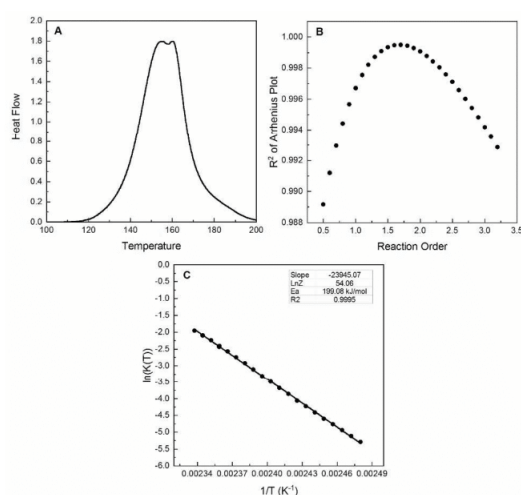 A
Heat Flow
2.0
1.8
1.6
1.4
1.2
1.0
0.8
0.6
0.4
0.2
0.0
100 120 140 160 180 200
Temperature
B
R² of Arrhenius Plot
1.000
0.998
0.996
0.994
0.992
0.990
0.988
0.5 1.0 1.5 2.0 2.5 3.0 3.5
Reaction Order
C
Slope -23945.07
LnZ 54.06
Ea 199.08 kJ/mol
R2 0.9995
ln(K(T))
0.0
-0.5
-1.0
-1.5
-2.0
-2.5
-3.0
-3.5
-4.0
-4.5
-5.0
-5.5
-6.0
0.00234 0.00237 0.00240 0.00243 0.00246 0.00249
1/T (K⁻¹)